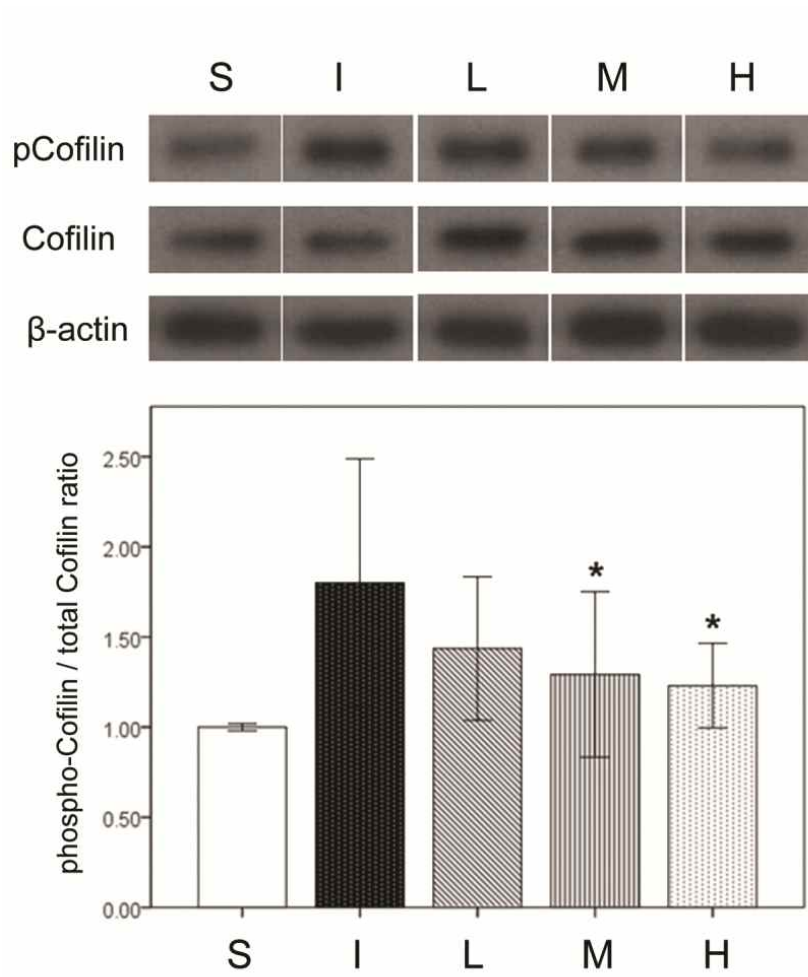 S I L M H
pCofilin
Cofilin
β-actin
phospho-Cofilin / total Cofilin ratio
2.50
2.00
1.50
1.00
0.50
0.00
*
*
S I L M H